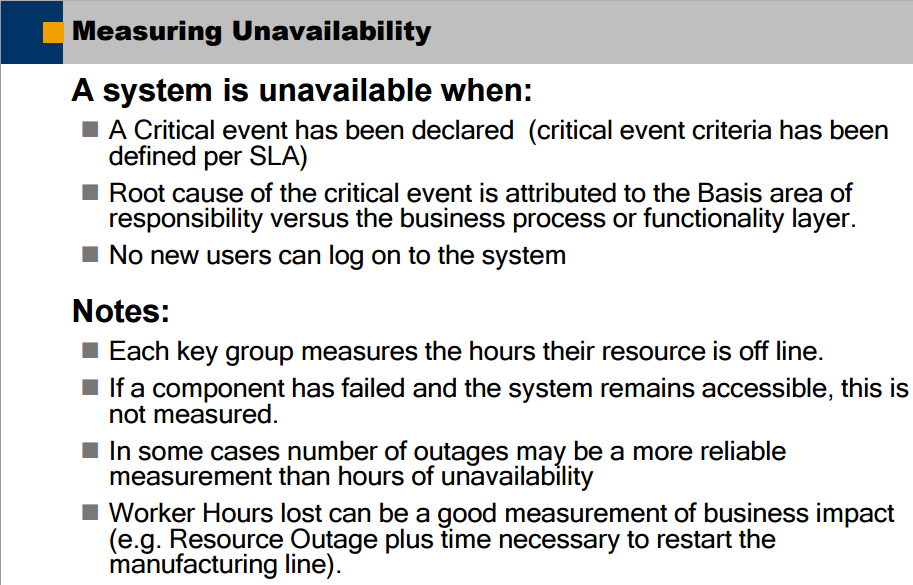 Measuring Unavailability
A system is unavailable when:
A Critical event has been declared  (critical event criteria has been
defined per SLA)
Root cause of the critical event is attributed to the Basis area of
responsibility versus the business process or functionality layer.
No new users can log on to the system
Notes:
Each key group measures the hours their resource is off line.
If a component has failed and the system remains accessible, this is
not measured.
In some cases number of outages may be a more reliable
measurement than hours of unavailability
Worker Hours lost can be a good measurement of business impact
(e.g. Resource Outage plus time necessary to restart the
manufacturing line).